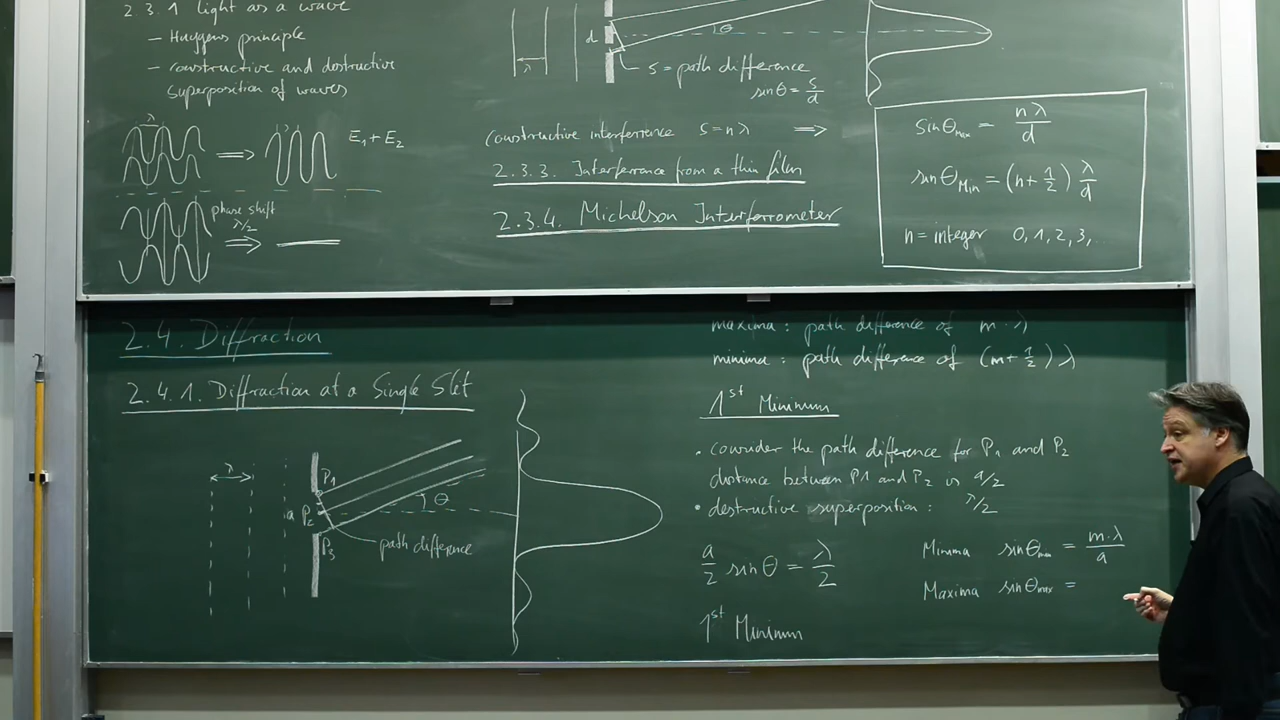 2.3.1 Light as a wave
– Huygens principle
– constructive and destructive
superposition of waves
λ
E₁ + E₂
phase shift
λ/2
d
θ
s = path difference
sin θ = s/d
λ
constructive interference s = nλ ⟹
2.3.3. Interference from a thin film
2.3.4. Michelson Interferrometer
sin θmax = nλ/d
sin θMin = (n + 1/2) λ/d
n = integer 0, 1, 2, 3,
2.4. Diffraction
2.4.1. Diffraction at a Single Slit
λ
a
P₁
P₂
P₃
θ
path difference
maxima : path difference of m · λ
minima : path difference of (m + 1/2) λ
1st Minimum
• consider the path difference for P₁ and P₂
distance between P1 and P₂ is a/2
• destructive superposition : λ/2
a/2 sin θ = λ/2
1st Minimum
Minima sin θmin = m·λ/a
Maxima sin θmax =